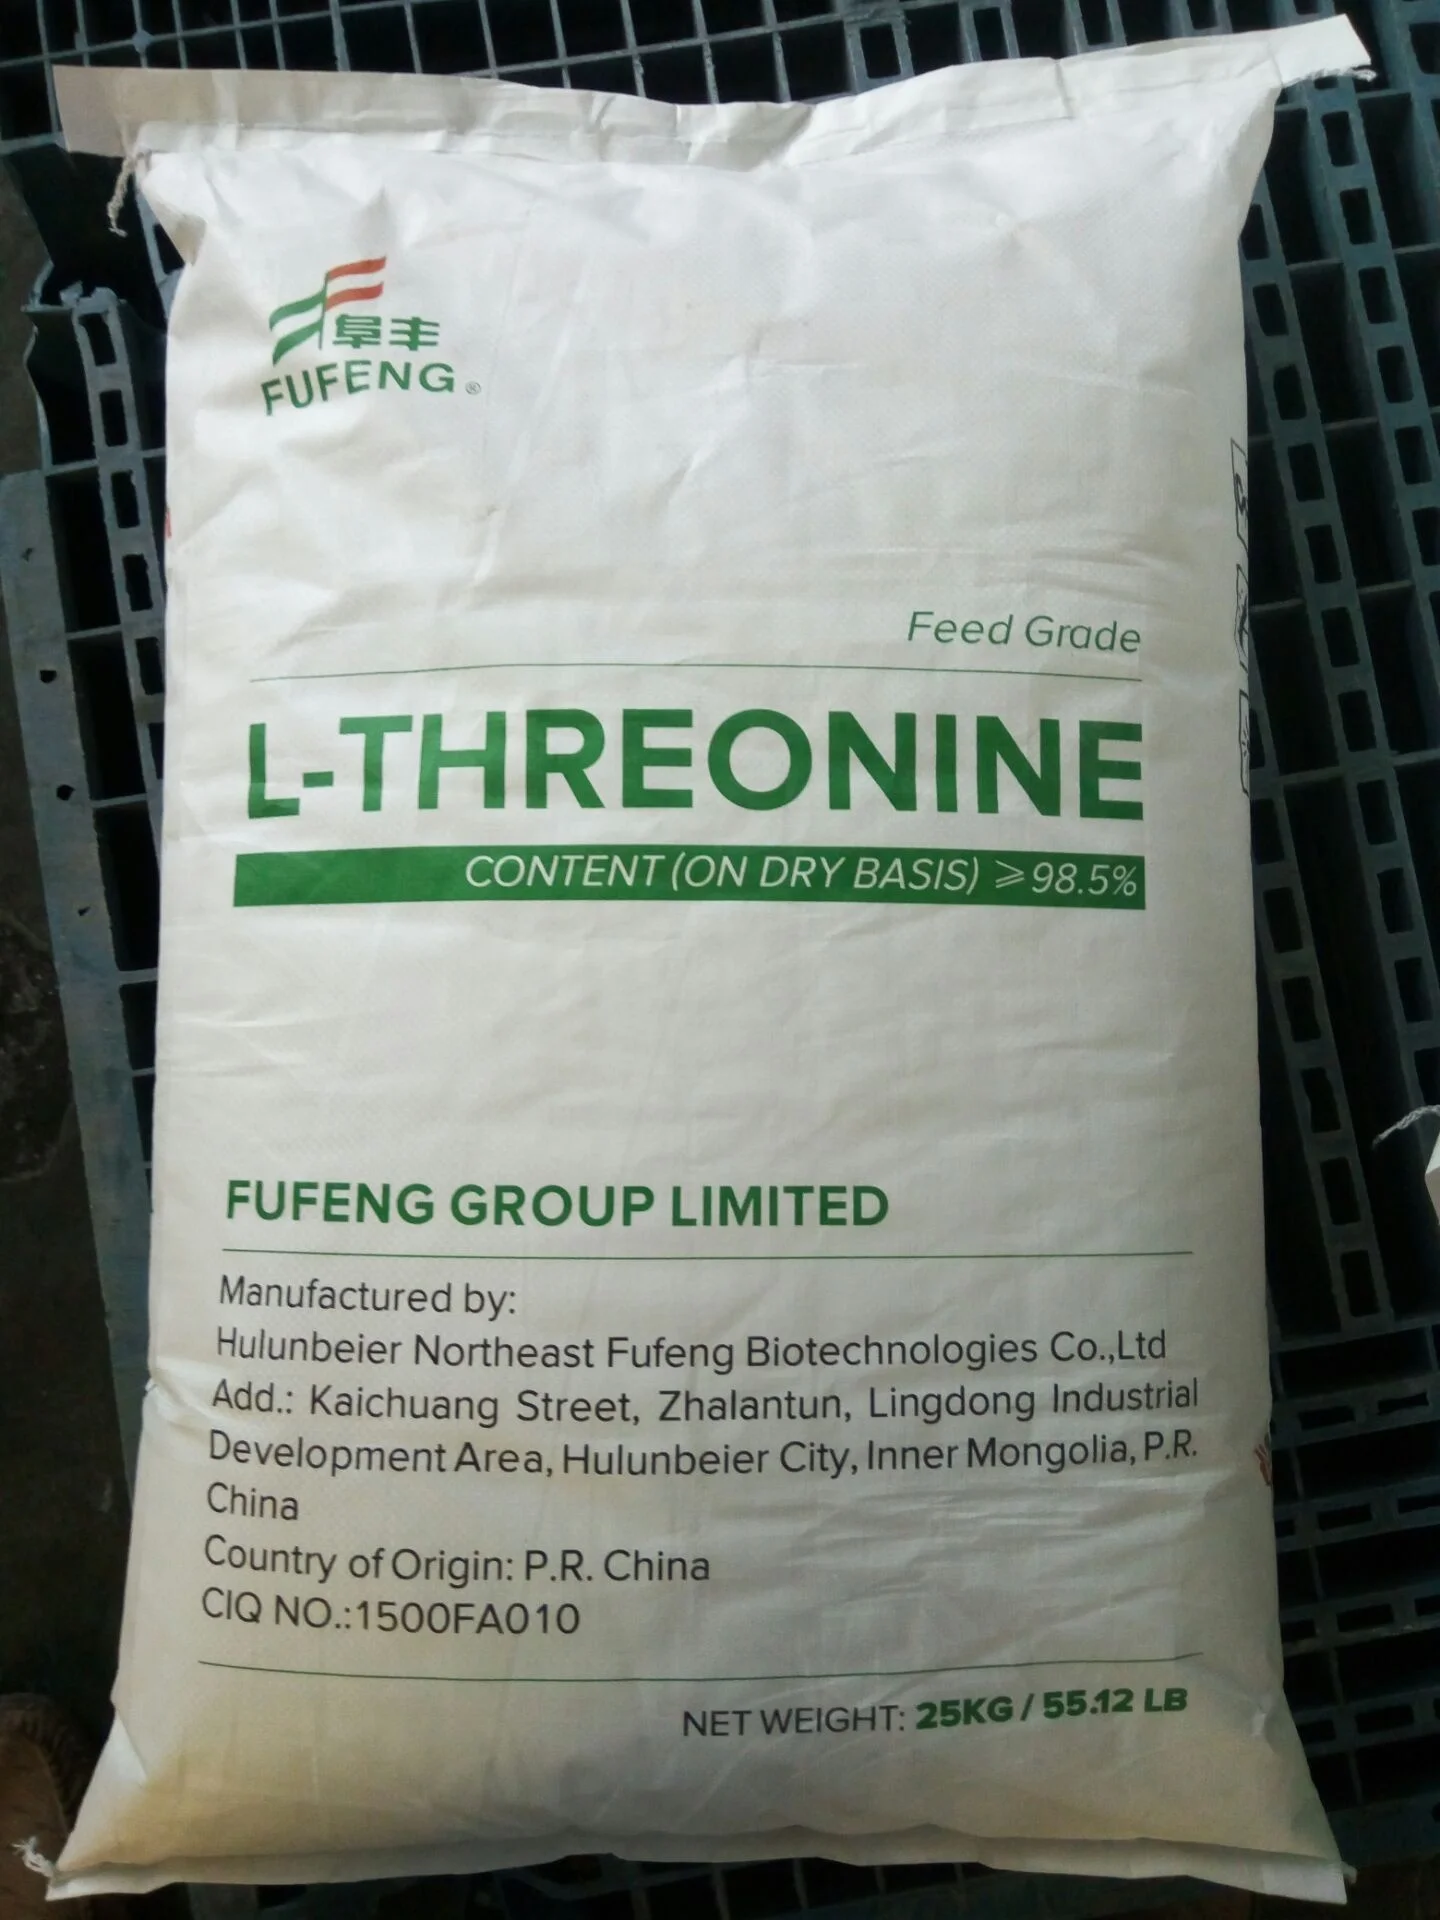 阜丰
FUFENG®
Feed Grade
L-THREONINE
CONTENT (ON DRY BASIS) ⩾98.5%
FUFENG GROUP LIMITED
Manufactured by:
Hulunbeier Northeast Fufeng Biotechnologies Co.,Ltd
Add.: Kaichuang Street, Zhalantun, Lingdong Industrial
Development Area, Hulunbeier City, Inner Mongolia, P.R.
China
Country of Origin: P.R. China
CIQ NO.:1500FA010
NET WEIGHT: 25KG / 55.12 LB